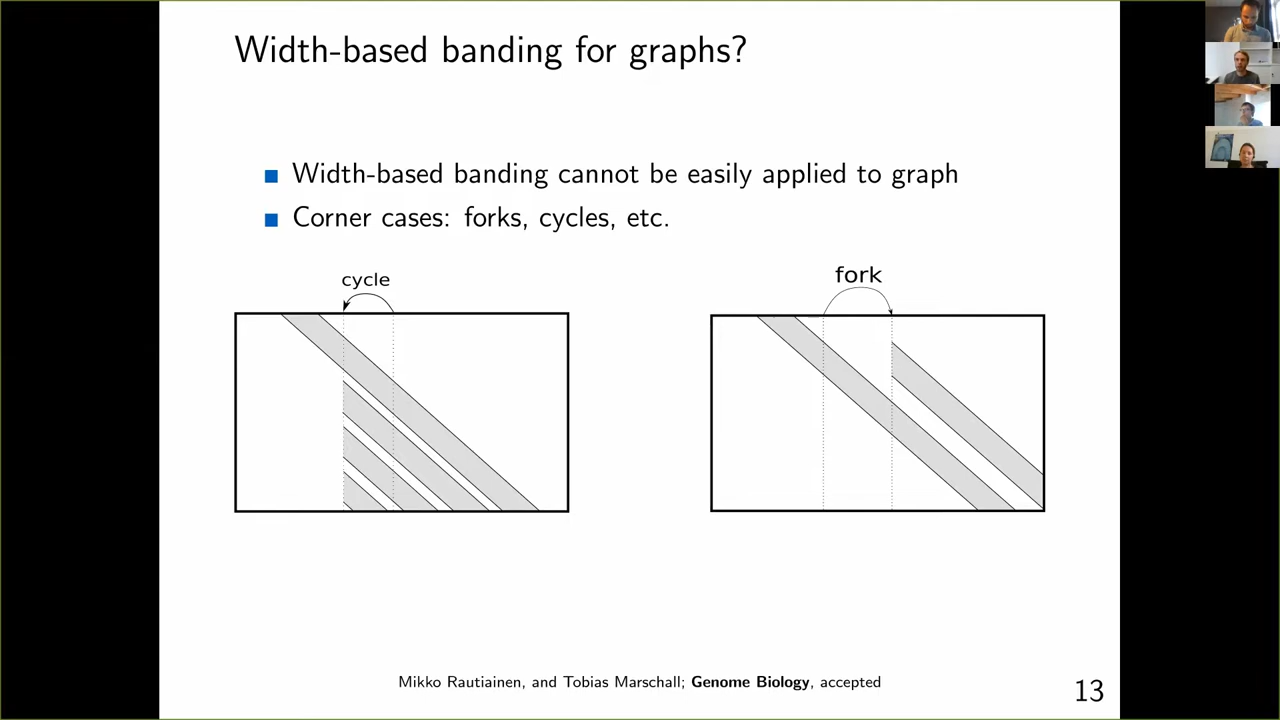 Width-based banding for graphs?
Width-based banding cannot be easily applied to graph
Corner cases: forks, cycles, etc.
cycle
fork
Mikko Rautiainen, and Tobias Marschall; Genome Biology, accepted
13